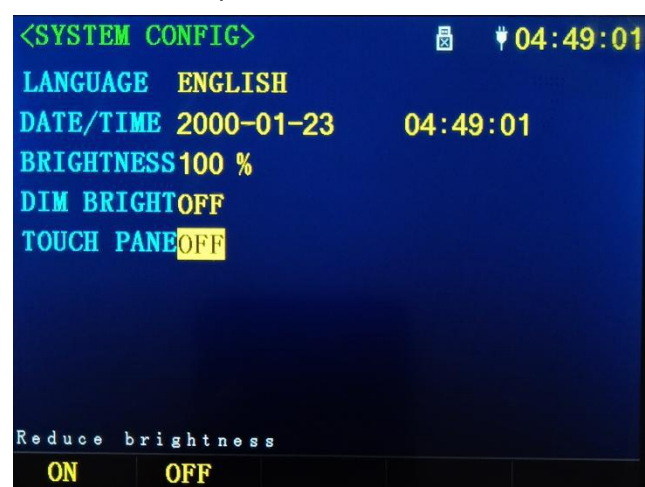 <SYSTEM CONFIG> 04:49:01
LANGUAGE ENGLISH
DATE/TIME 2000-01-23 04:49:01
BRIGHTNESS 100 %
DIM BRIGHT OFF
TOUCH PANE OFF
Reduce brightness
ON OFF